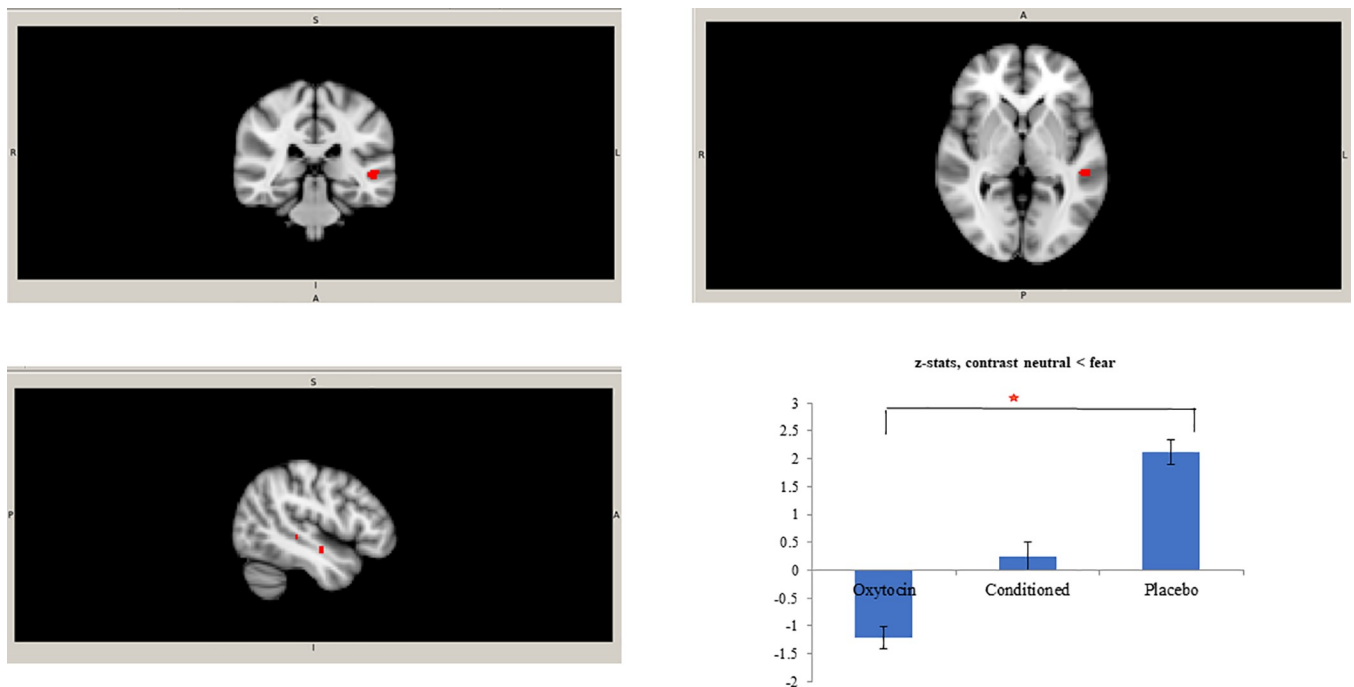 S
R
L
I
A
A
R
L
P
S
P
A
I
z-stats, contrast neutral < fear
*
3
2.5
2
1.5
1
0.5
0
-0.5
-1
-1.5
-2
Oxytocin
Conditioned
Placebo